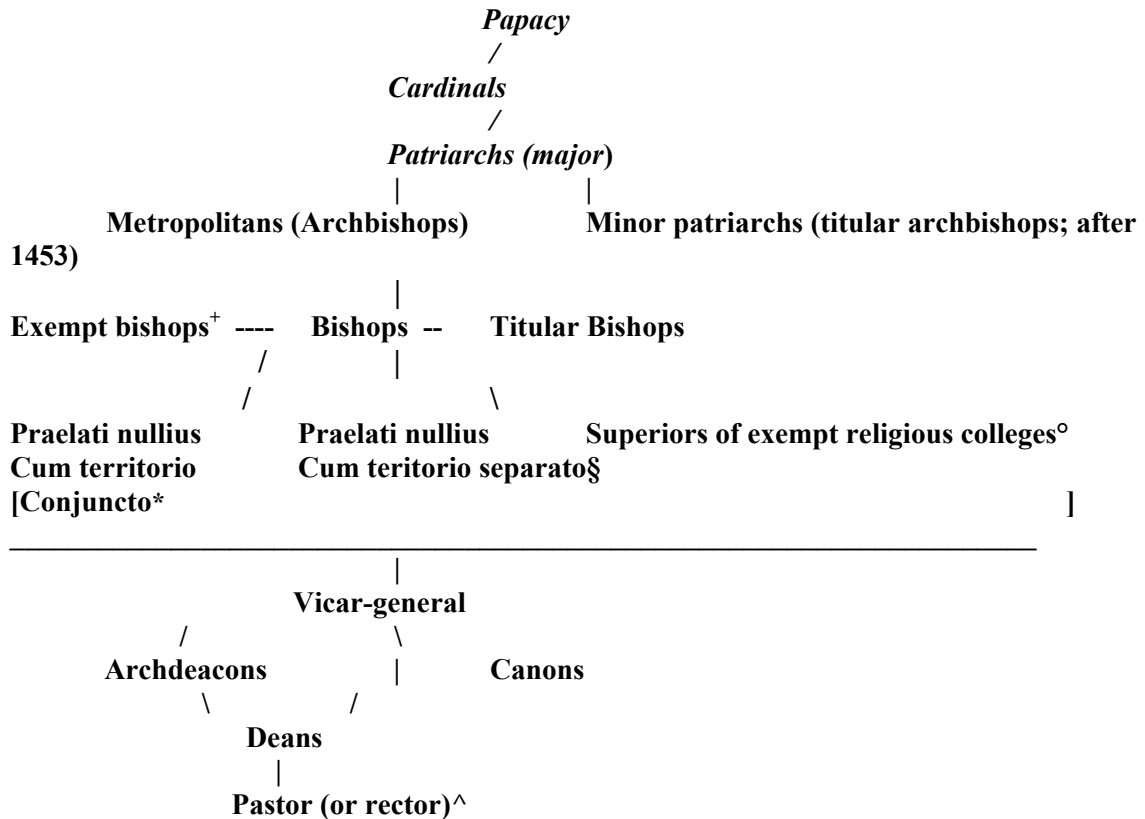 Papacy
/
Cardinals
/
Patriarchs (major)
| |
Metropolitans (Archbishops) Minor patriarchs (titular archbishops; after
1453)
|
Exempt bishops+ ---- Bishops -- Titular Bishops
/ |
/ \
Praelati nullius Praelati nullius Superiors of exempt religious colleges°
Cum territorio Cum teritorio separato§
[Conjuncto* ]
|
Vicar-general
/ \
Archdeacons | Canons
\ /
Deans
|
Pastor (or rector)^